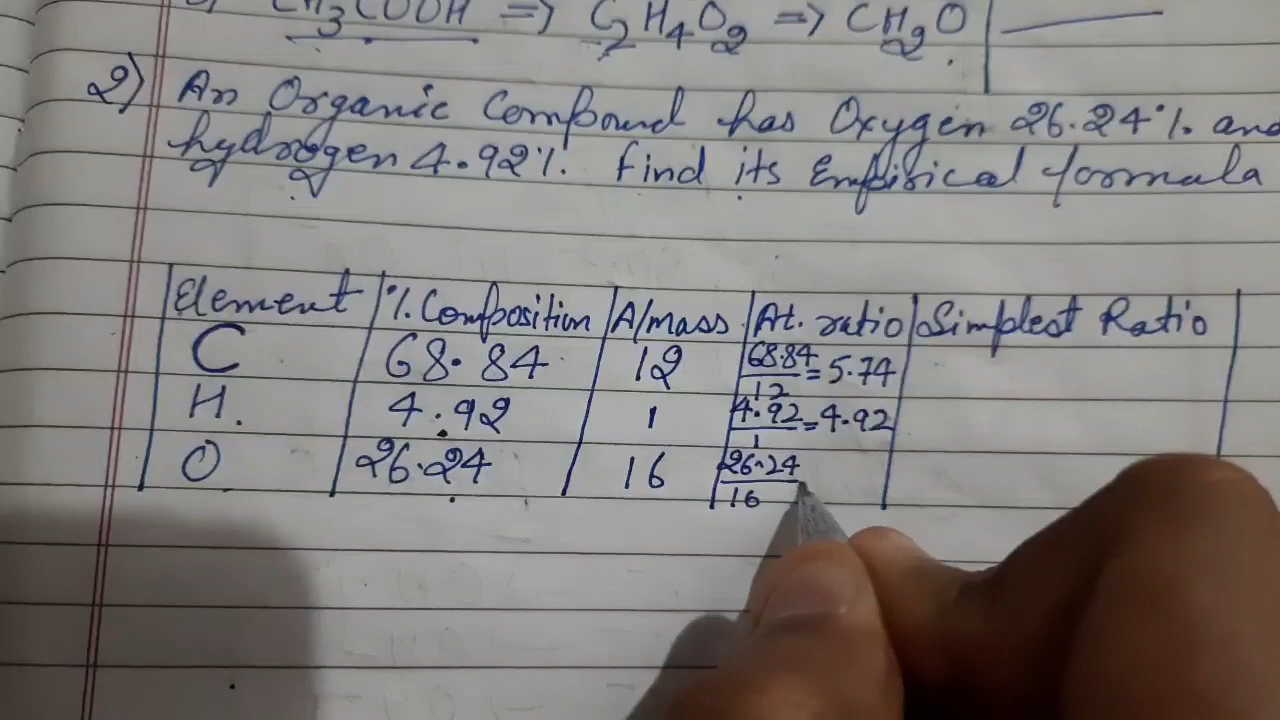 CH3COOH => C2H4O2 => CH2O
2) An Organic Compound has Oxygen 26.24%. and
hydrogen 4.92%. find its Empirical formula
Element %.Composition A/mass At. ratio Simplest Ratio
C 68.84 12 68.84/12 = 5.74
H. 4.92 1 4.92/1 = 4.92
O 26.24 16 26.24/16